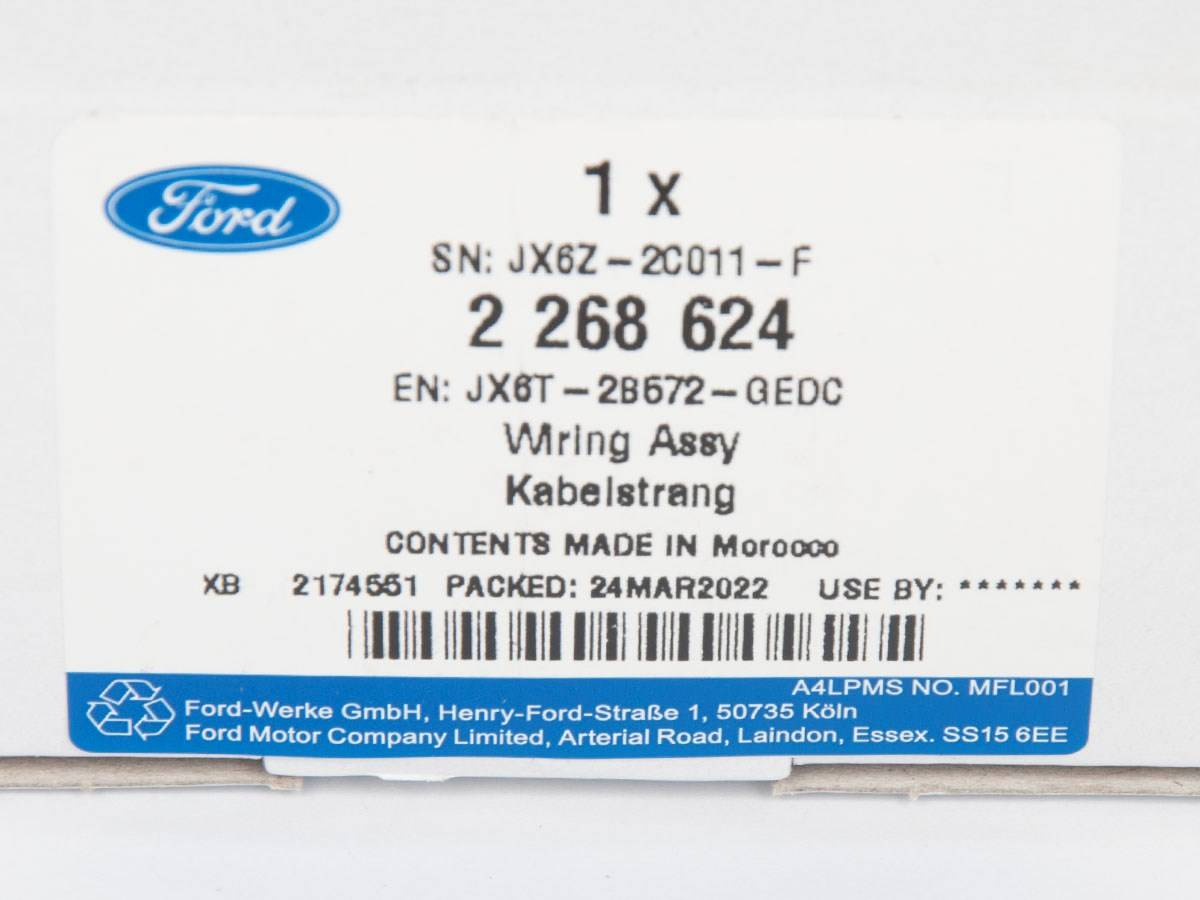 Ford
1 x
SN: JX6Z-2C011-F
2 268 624
EN: JX6T-2B572-GEDC
Wiring Assy
Kabelstrang
CONTENTS MADE IN Morocco
XB 2174551 PACKED: 24MAR2022 USE BY: *******
A4LPMS NO. MFL001
Ford-Werke GmbH, Henry-Ford-Straße 1, 50735 Köln
Ford Motor Company Limited, Arterial Road, Laindon, Essex. SS15 6EE